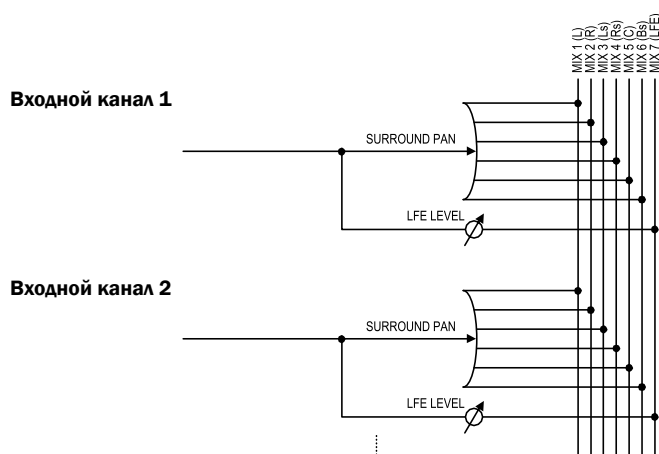 MIX 1 (L)
MIX 2 (R)
MIX 3 (Ls)
MIX 4 (Rs)
MIX 5 (C)
MIX 6 (Bs)
MIX 7 (LFE)
Входной канал 1
SURROUND PAN
LFE LEVEL
Входной канал 2
SURROUND PAN
LFE LEVEL